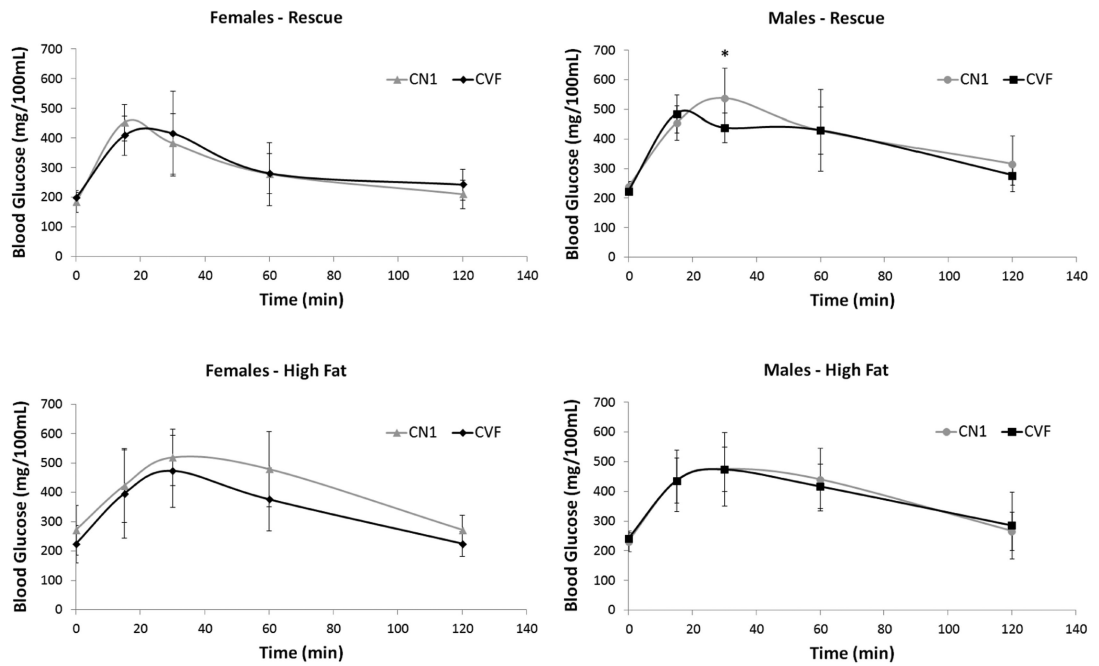 Females - Rescue
Blood Glucose (mg/100mL)
700
600
500
400
300
200
100
0
CN1 CVF
0 20 40 60 80 100 120 140
Time (min)
Males - Rescue
Blood Glucose (mg/100mL)
700
600
500
400
300
200
100
0
*
CN1 CVF
0 20 40 60 80 100 120 140
Time (min)
Females - High Fat
Blood Glucose (mg/100mL)
700
600
500
400
300
200
100
0
CN1 CVF
0 20 40 60 80 100 120 140
Time (min)
Males - High Fat
Blood Glucose (mg/100mL)
700
600
500
400
300
200
100
0
CN1 CVF
0 20 40 60 80 100 120 140
Time (min)